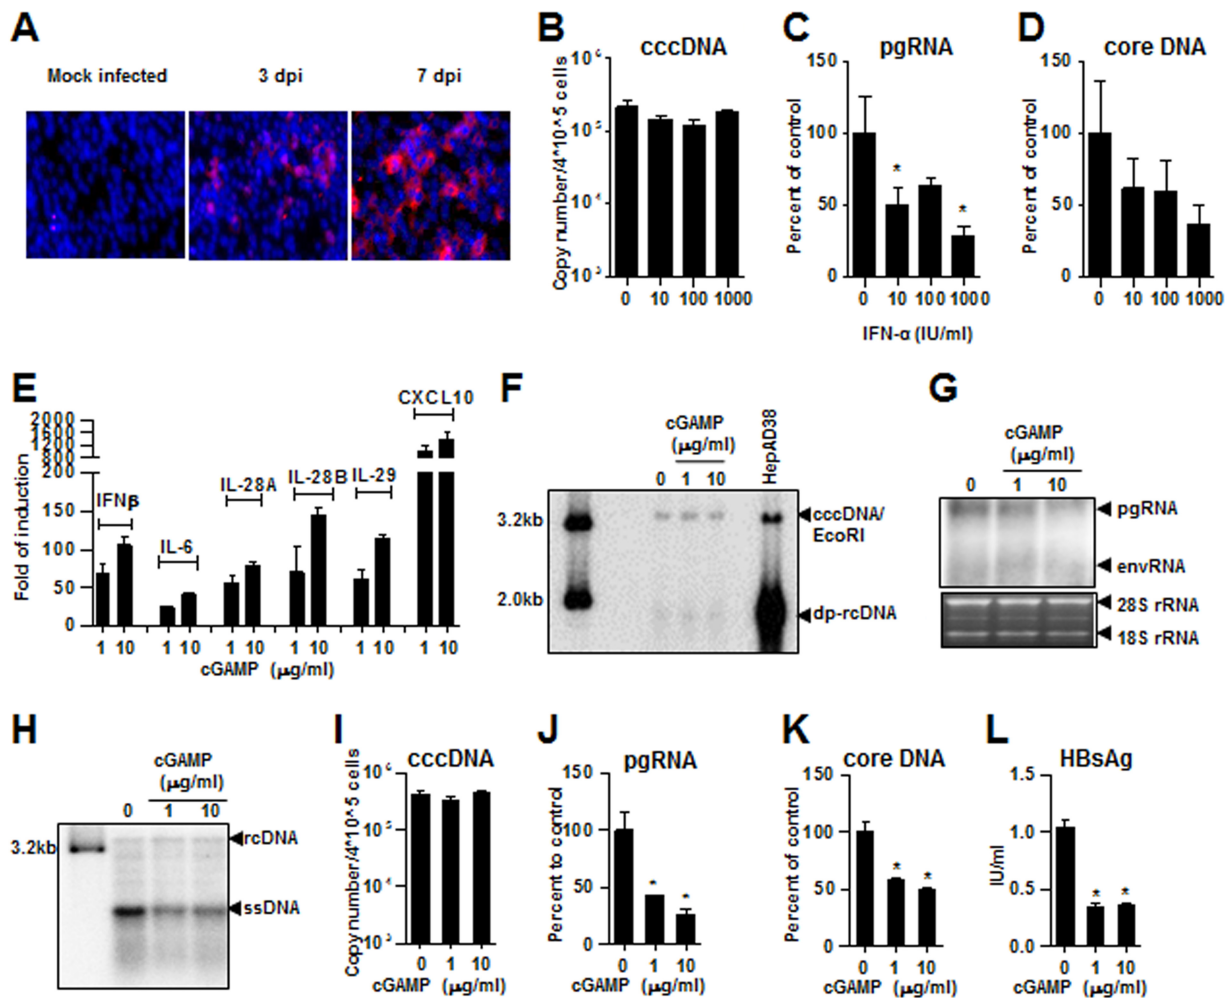 A
Mock infected 3 dpi 7 dpi
B
cccDNA
Copy number/4*10^5 cells
10^6
10^5
10^4
10^3
0 10 100 1000
C
pgRNA
Percent of control
150
100
50
0
0 10 100 1000
IFN-α (IU/ml)
D
core DNA
Percent of control
150
100
50
0
0 10 100 1000
* *
E
Fold of induction
2000
1600
1200
800
200
150
100
50
0
IFNβ
IL-6
IL-28A
IL-28B
IL-29
CXCL10
1 10 1 10 1 10 1 10 1 10 1 10
cGAMP (μg/ml)
F
cGAMP
(μg/ml)
0 1 10
HepAD38
3.2kb
2.0kb
cccDNA/
EcoRI
dp-rcDNA
G
cGAMP
(μg/ml)
0 1 10
pgRNA
envRNA
28S rRNA
18S rRNA
H
cGAMP
(μg/ml)
0 1 10
3.2kb
rcDNA
ssDNA
I
cccDNA
Copy number/4*10^5 cells
10^6
10^5
10^4
10^3
0 1 10
cGAMP (μg/ml)
J
pgRNA
Percent to control
150
100
50
0
* *
0 1 10
cGAMP (μg/ml)
K
core DNA
Percent of control
150
100
50
0
* *
0 1 10
cGAMP (μg/ml)
L
HBsAg
IU/ml
1.5
1.0
0.5
0.0
* *
0 1 10
cGAMP (μg/ml)